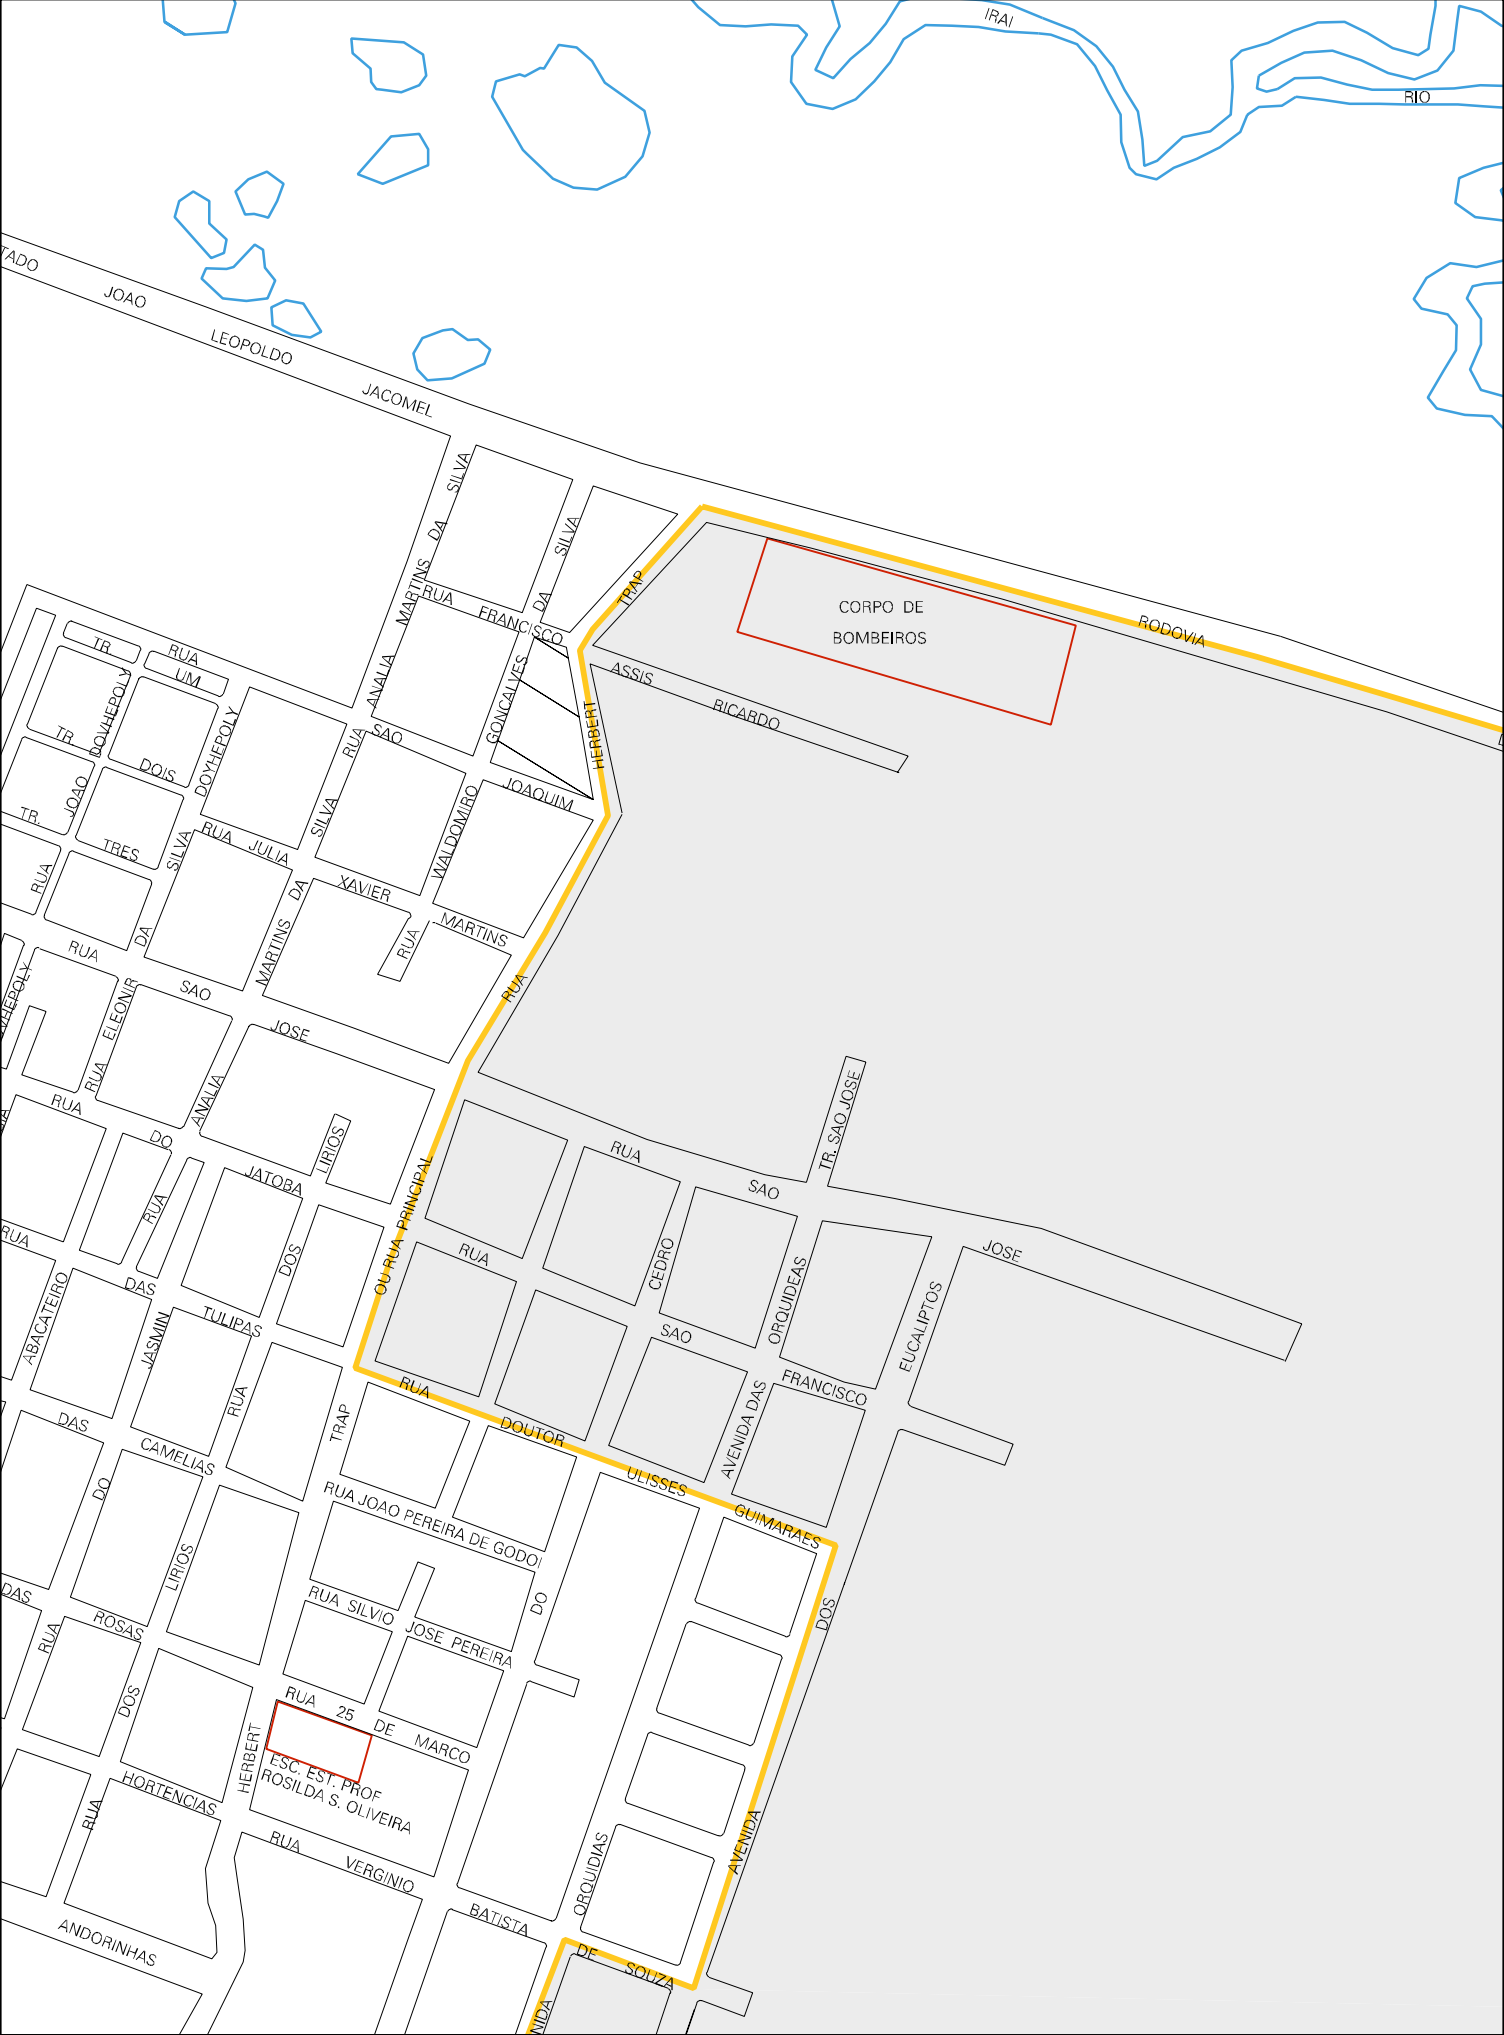 IRAI
RIO
TADO
JOAO
LEOPOLDO
JACOMEL
RODOVIA
SILVA
DA
MARTINS
ANALIA
RUA
SILVA
DA
GONCALVES
WALDOMIRO
RUA
RUA FRANCISCO
TRAP
HERBERT
RUA
OU RUA PRINCIPAL
CORPO DE
BOMBEIROS
ASSIS
RICARDO
TR.
RUA
UM
TR.
DOIS
TR.
TRES
DOVHEPOLY
JOAO
RUA
DOYHEPOLY
SILVA
DA
ELEONIR
RUA
SAO
JOAQUIM
RUA JULIA
XAVIER
MARTINS
SILVA
DA
MARTINS
ANALIA
RUA
SAO
JOSE
RUA
DO
JATOBA
LIRIOS
RUA
DOS
RUA
DAS
TULIPAS
ABACATEIRO
DO
RUA
JASMIN
RUA
LIRIOS
DOS
RUA
DAS
CAMELIAS
DAS
ROSAS
HORTENCIAS
ANDORINHAS
TR. SAO JOSE
RUA
SAO
JOSE
CEDRO
ORQUIDEAS
AVENIDA DAS
EUCALIPTOS
DOS
AVENIDA
RUA
SAO
FRANCISCO
RUA
DOUTOR
ULISSES
GUIMARAES
TRAP
HERBERT
RUA JOAO PEREIRA DE GODOI
DO
RUA SILVIO
JOSE PEREIRA
RUA 25 DE MARCO
ESC. EST. PROF
ROSILDA S. OLIVEIRA
RUA
VERGINIO
BATISTA
DE
SOUZA
ORQUIDIAS
NIDA